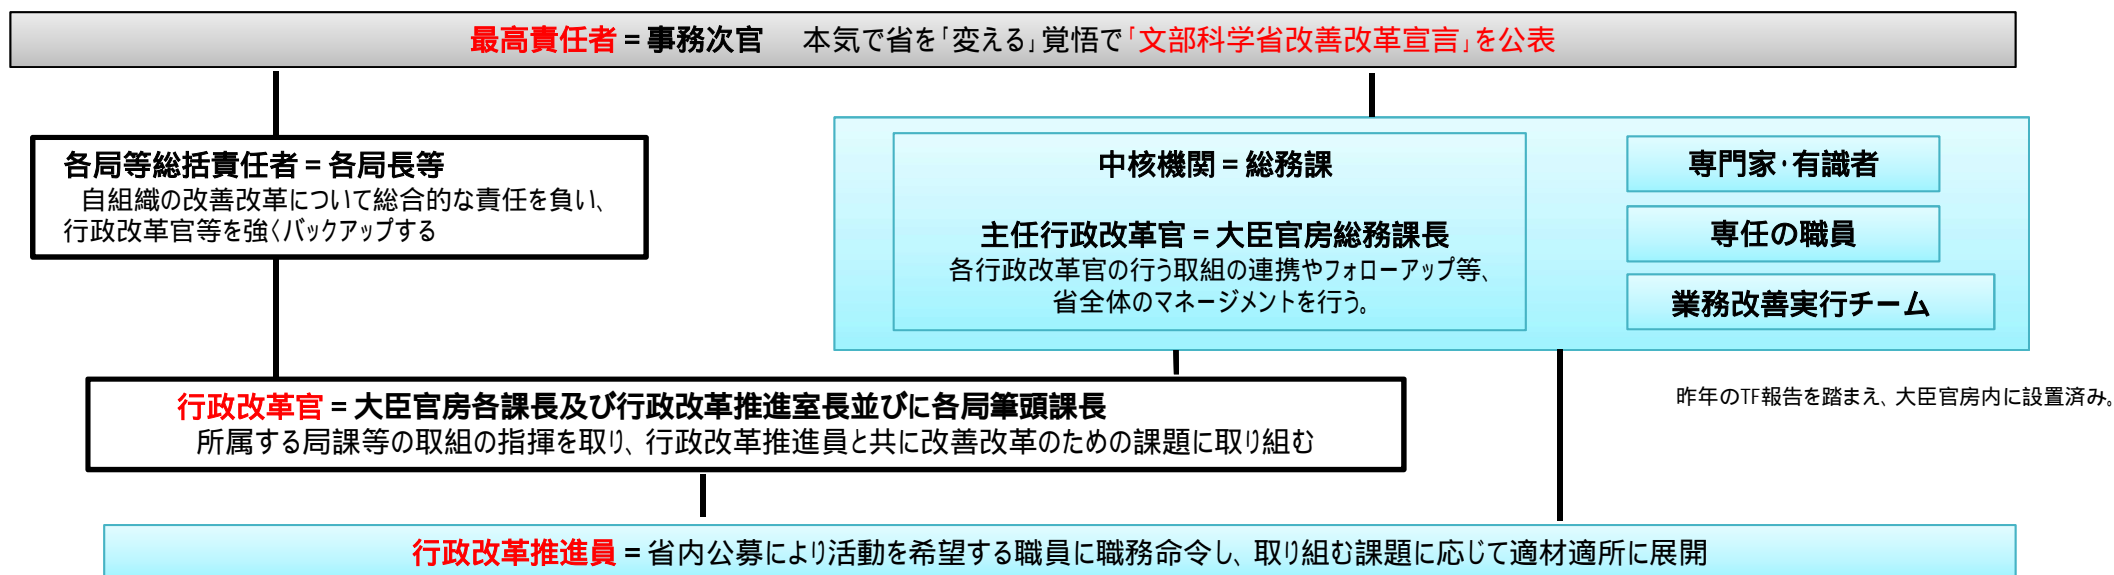 最高責任者＝事務次官　本気で省を「変える」覚悟で「文部科学省改善改革宣言」を公表
各局等総括責任者＝各局長等
自組織の改善改革について総合的な責任を負い、
行政改革官等を強くバックアップする
中核機関＝総務課
主任行政改革官＝大臣官房総務課長
各行政改革官の行う取組の連携やフォローアップ等、
省全体のマネージメントを行う。
専門家・有識者
専任の職員
業務改善実行チーム
行政改革官＝大臣官房各課長及び行政改革推進室長並びに各局筆頭課長
所属する局課等の取組の指揮を取り、行政改革推進員と共に改善改革のための課題に取り組む
昨年のTF報告を踏まえ、大臣官房内に設置済み。
行政改革推進員＝省内公募により活動を希望する職員に職務命令し、取り組む課題に応じて適材適所に展開